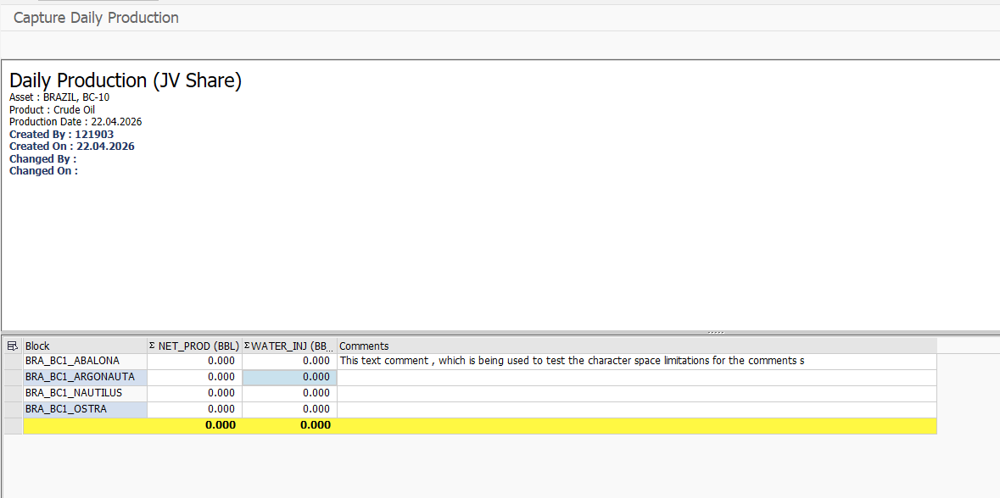 Capture Daily Production
Daily Production (JV Share)
Asset : BRAZIL, BC-10
Product : Crude Oil
Production Date : 22.04.2026
Created By : 121903
Created On : 22.04.2026
Changed By :
Changed On :
Block Σ NET_PROD (BBL) Σ WATER_INJ (BB... Comments
BRA_BC1_ABALONA 0.000 0.000 This text comment , which is being used to test the character space limitations for the comments s
BRA_BC1_ARGONAUTA 0.000 0.000
BRA_BC1_NAUTILUS 0.000 0.000
BRA_BC1_OSTRA 0.000 0.000
0.000 0.000